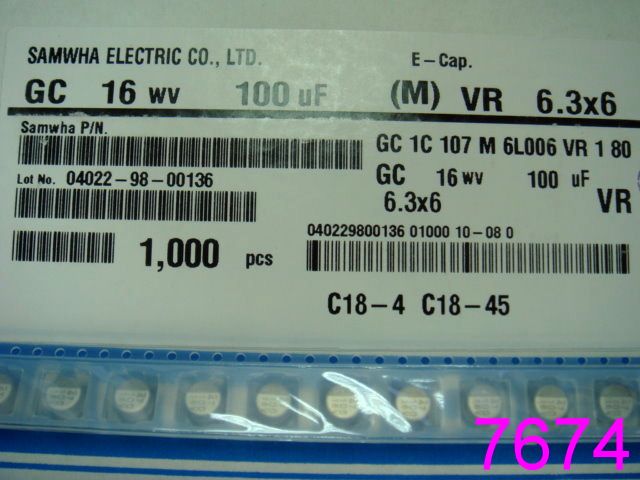 SAMWHA ELECTRIC CO., LTD. E-Cap.
GC 16 WV 100 uF (M) VR 6.3x6
Samwha P/N. GC 1C 107 M 6L006 VR 1 80
GC 16 WV 100 uF
Lot No. 04022-98-00136
6.3x6 VR
040229800136 01000 10-08 0
1,000 pcs
C18-4 C18-45
7674